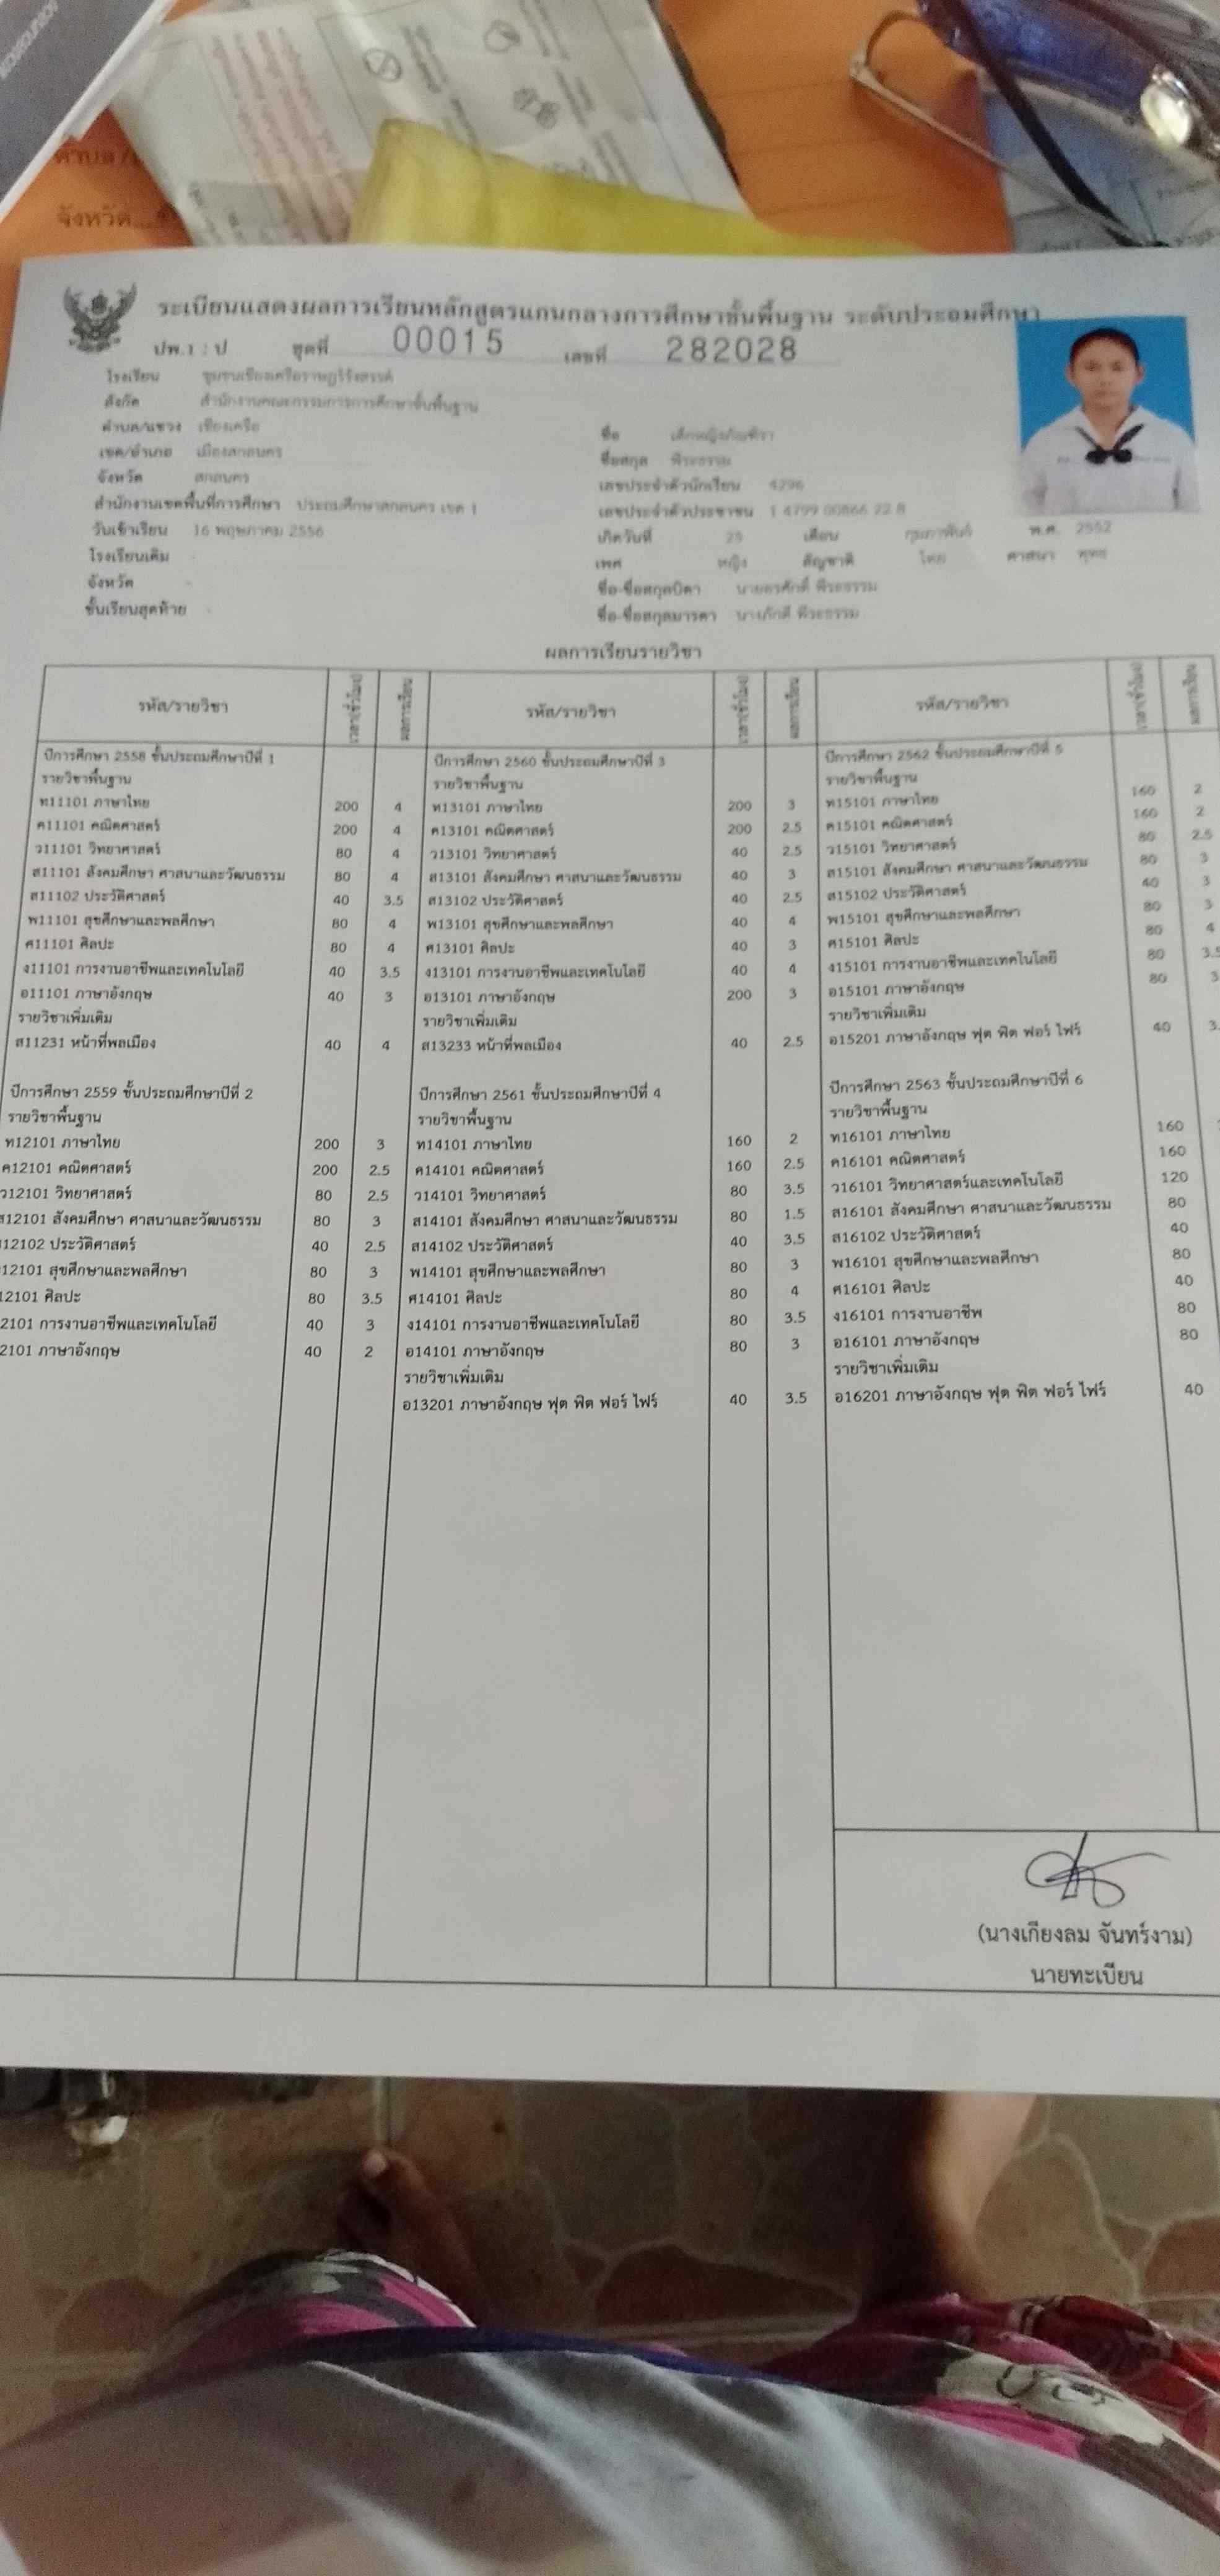 จังหวัด
ระเบียนแสดงผลการเรียนหลักสูตรแกนกลางการศึกษาขั้นพื้นฐาน ระดับประถมศึกษา
ปพ.1 : ป ชุดที่ 00015 เลขที่ 282028
โรงเรียน ชุมชนเชียงเครือราษฎร์รังสรรค์
สังกัด สำนักงานคณะกรรมการการศึกษาขั้นพื้นฐาน
ตำบล/แขวง เชียงเครือ
เขต/อำเภอ เมืองสกลนคร
จังหวัด สกลนคร
สำนักงานเขตพื้นที่การศึกษา ประถมศึกษาสกลนคร เขต 1
วันเข้าเรียน 16 พฤษภาคม 2556
โรงเรียนเดิม -
จังหวัด -
ชั้นเรียนสุดท้าย -
ชื่อ
ชื่อสกุล พีระธรรม
เลขประจำตัวนักเรียน 4296
เลขประจำตัวประชาชน 1 4799 00866 22 8
เกิดวันที่ 25 เดือน กุมภาพันธ์ พ.ศ. 2552
เพศ หญิง สัญชาติ ไทย ศาสนา พุทธ
ชื่อ-ชื่อสกุลบิดา พีระธรรม
ชื่อ-ชื่อสกุลมารดา นางภักดี พีระธรรม
ผลการเรียนรายวิชา
รหัส/รายวิชา เวลา(ชั่วโมง) ผลการเรียน
ปีการศึกษา 2558 ชั้นประถมศึกษาปีที่ 1
รายวิชาพื้นฐาน
ท11101 ภาษาไทย 200 4
ค11101 คณิตศาสตร์ 200 4
ว11101 วิทยาศาสตร์ 80 4
ส11101 สังคมศึกษา ศาสนาและวัฒนธรรม 80 4
ส11102 ประวัติศาสตร์ 40 3.5
พ11101 สุขศึกษาและพลศึกษา 80 4
ศ11101 ศิลปะ 80 4
ง11101 การงานอาชีพและเทคโนโลยี 40 3.5
อ11101 ภาษาอังกฤษ 40 3
รายวิชาเพิ่มเติม
ส11231 หน้าที่พลเมือง 40 4
ปีการศึกษา 2559 ชั้นประถมศึกษาปีที่ 2
รายวิชาพื้นฐาน
ท12101 ภาษาไทย 200 3
ค12101 คณิตศาสตร์ 200 2.5
ว12101 วิทยาศาสตร์ 80 2.5
ส12101 สังคมศึกษา ศาสนาและวัฒนธรรม 80 3
12102 ประวัติศาสตร์ 40 2.5
12101 สุขศึกษาและพลศึกษา 80 3
12101 ศิลปะ 80 3.5
2101 การงานอาชีพและเทคโนโลยี 40 3
2101 ภาษาอังกฤษ 40 2
รหัส/รายวิชา เวลา(ชั่วโมง) ผลการเรียน
ปีการศึกษา 2560 ชั้นประถมศึกษาปีที่ 3
รายวิชาพื้นฐาน
ท13101 ภาษาไทย 200 3
ค13101 คณิตศาสตร์ 200 2.5
ว13101 วิทยาศาสตร์ 40 2.5
ส13101 สังคมศึกษา ศาสนาและวัฒนธรรม 40 3
ส13102 ประวัติศาสตร์ 40 2.5
พ13101 สุขศึกษาและพลศึกษา 40 4
ศ13101 ศิลปะ 40 3
ง13101 การงานอาชีพและเทคโนโลยี 40 4
อ13101 ภาษาอังกฤษ 200 3
รายวิชาเพิ่มเติม
ส13233 หน้าที่พลเมือง 40 2.5
ปีการศึกษา 2561 ชั้นประถมศึกษาปีที่ 4
รายวิชาพื้นฐาน
ท14101 ภาษาไทย 160 2
ค14101 คณิตศาสตร์ 160 2.5
ว14101 วิทยาศาสตร์ 80 3.5
ส14101 สังคมศึกษา ศาสนาและวัฒนธรรม 80 1.5
ส14102 ประวัติศาสตร์ 40 3.5
พ14101 สุขศึกษาและพลศึกษา 80 3
ศ14101 ศิลปะ 80 4
ง14101 การงานอาชีพและเทคโนโลยี 80 3.5
อ14101 ภาษาอังกฤษ 80 3
รายวิชาเพิ่มเติม
อ13201 ภาษาอังกฤษ ฟุต ฟิต ฟอร์ ไฟร์ 40 3.5
รหัส/รายวิชา เวลา(ชั่วโมง) ผลการเรียน
ปีการศึกษา 2562 ชั้นประถมศึกษาปีที่ 5
รายวิชาพื้นฐาน
ท15101 ภาษาไทย 160 2
ค15101 คณิตศาสตร์ 160 2
ว15101 วิทยาศาสตร์ 80 2.5
ส15101 สังคมศึกษา ศาสนาและวัฒนธรรม 80 3
ส15102 ประวัติศาสตร์ 40 3
พ15101 สุขศึกษาและพลศึกษา 80 3
ศ15101 ศิลปะ 80 4
ง15101 การงานอาชีพและเทคโนโลยี 80 3.5
อ15101 ภาษาอังกฤษ 80 3
รายวิชาเพิ่มเติม
อ15201 ภาษาอังกฤษ ฟุต ฟิต ฟอร์ ไฟร์ 40 3.
ปีการศึกษา 2563 ชั้นประถมศึกษาปีที่ 6
รายวิชาพื้นฐาน
ท16101 ภาษาไทย 160
ค16101 คณิตศาสตร์ 160
ว16101 วิทยาศาสตร์และเทคโนโลยี 120
ส16101 สังคมศึกษา ศาสนาและวัฒนธรรม 80
ส16102 ประวัติศาสตร์ 40
พ16101 สุขศึกษาและพลศึกษา 80
ศ16101 ศิลปะ 40
ง16101 การงานอาชีพ 80
อ16101 ภาษาอังกฤษ 80
รายวิชาเพิ่มเติม
อ16201 ภาษาอังกฤษ ฟุต ฟิต ฟอร์ ไฟร์ 40
(นางเกียงลม จันทร์งาม)
นายทะเบียน